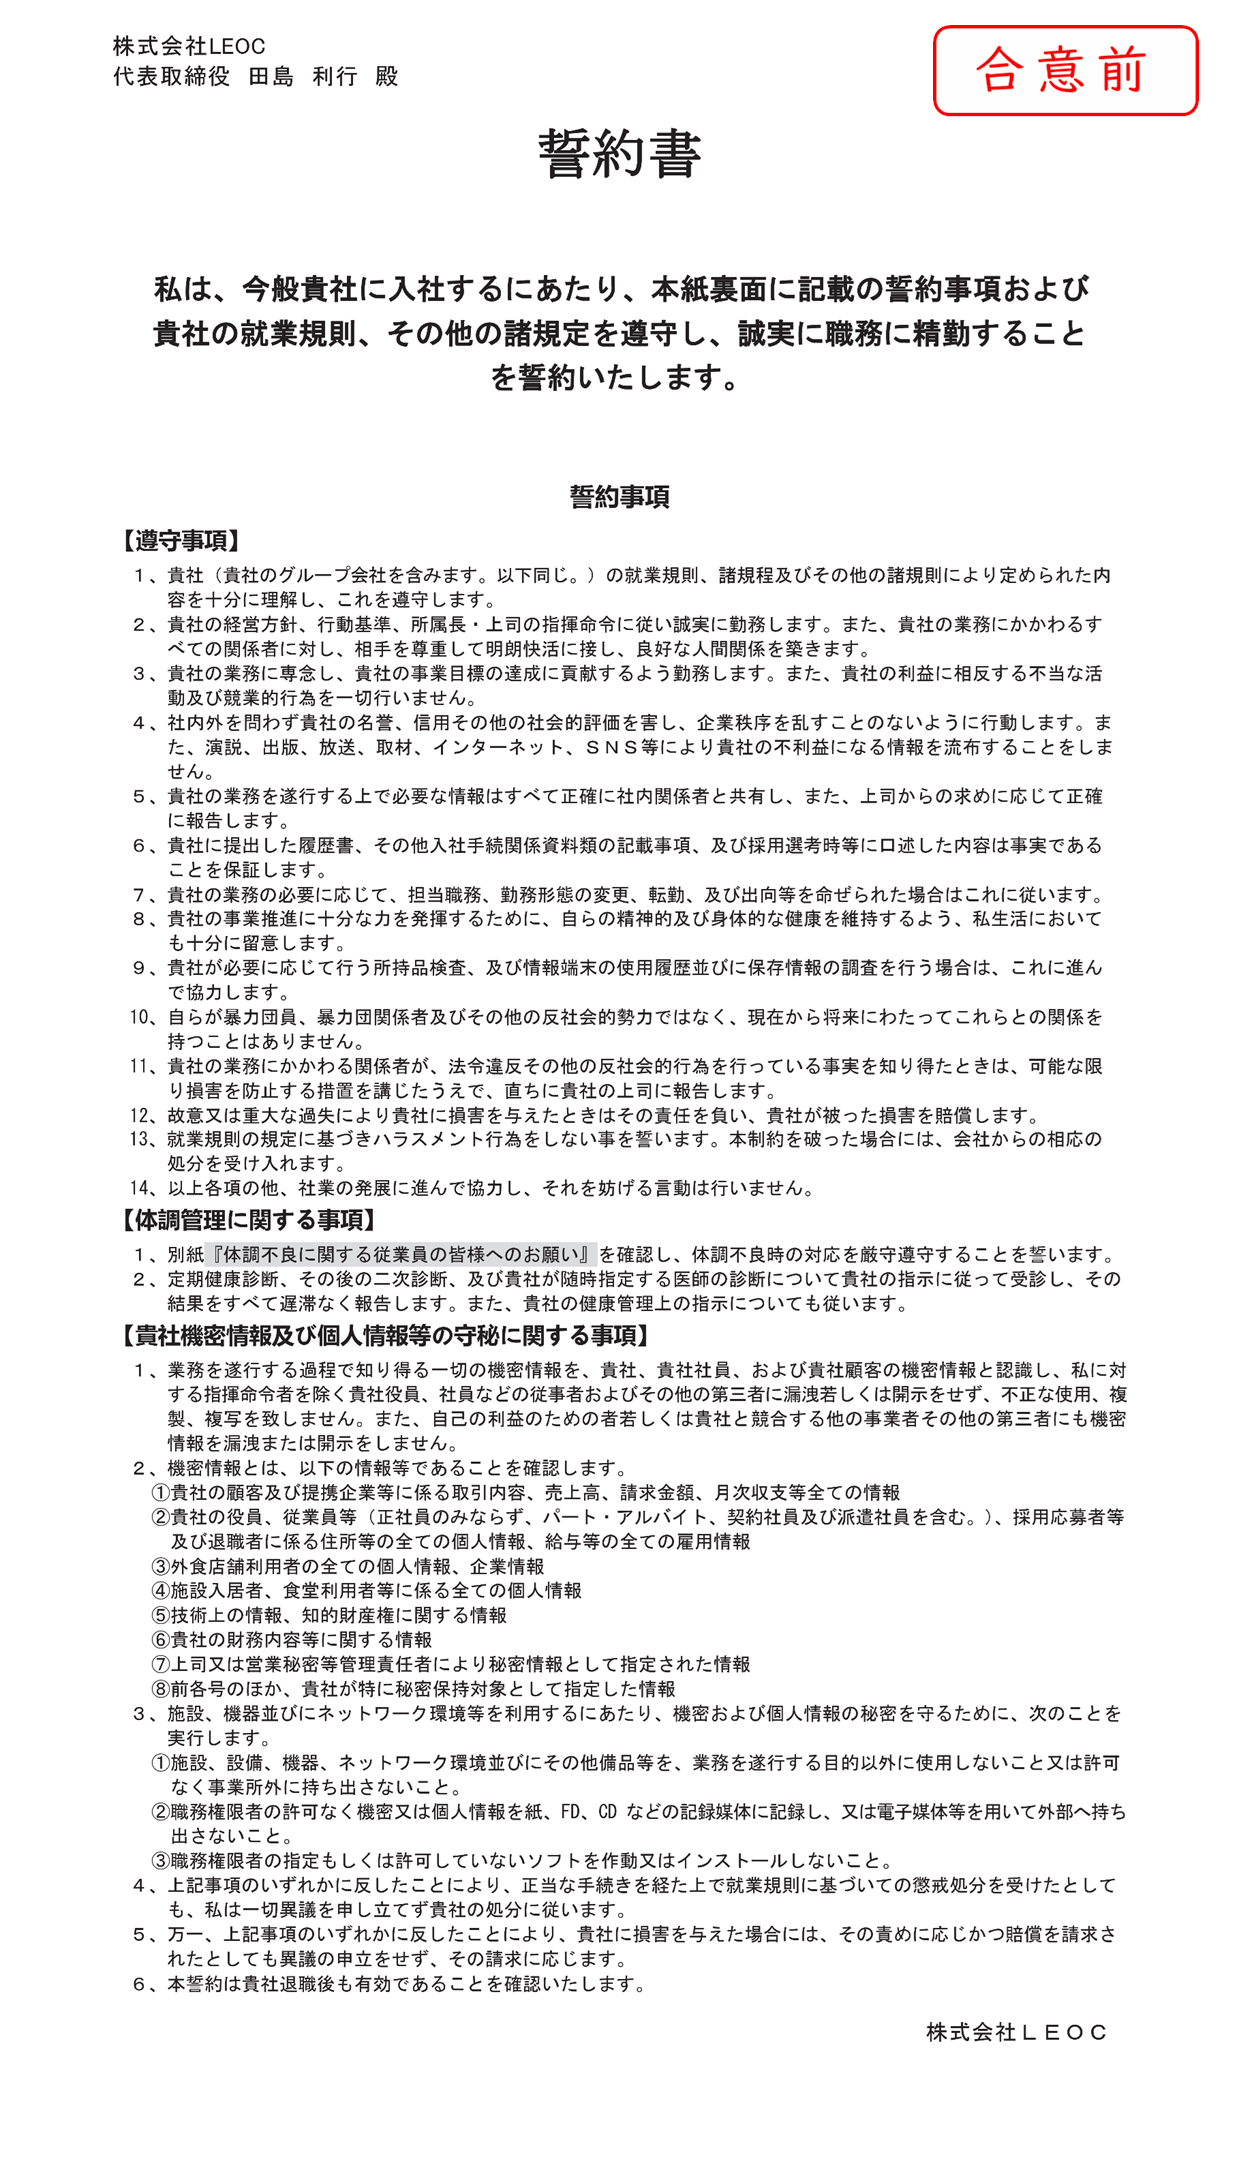 株式会社LEOC
代表取締役 田島 利行 殿
合意前
誓約書
私は、今般貴社に入社するにあたり、本紙裏面に記載の誓約事項および
貴社の就業規則、その他の諸規定を遵守し、誠実に職務に精勤すること
を誓約いたします。
誓約事項
【遵守事項】
1、貴社（貴社のグループ会社を含みます。以下同じ。）の就業規則、諸規程及びその他の諸規則により定められた内
容を十分に理解し、これを遵守します。
2、貴社の経営方針、行動基準、所属長・上司の指揮命令に従い誠実に勤務します。また、貴社の業務にかかわるす
べての関係者に対し、相手を尊重して明朗快活に接し、良好な人間関係を築きます。
3、貴社の業務に専念し、貴社の事業目標の達成に貢献するよう勤務します。また、貴社の利益に相反する不当な活
動及び競業的行為を一切行いません。
4、社内外を問わず貴社の名誉、信用その他の社会的評価を害し、企業秩序を乱すことのないように行動します。ま
た、演説、出版、放送、取材、インターネット、ＳＮＳ等により貴社の不利益になる情報を流布することをしま
せん。
5、貴社の業務を遂行する上で必要な情報はすべて正確に社内関係者と共有し、また、上司からの求めに応じて正確
に報告します。
6、貴社に提出した履歴書、その他入社手続関係資料類の記載事項、及び採用選考時等に口述した内容は事実である
ことを保証します。
7、貴社の業務の必要に応じて、担当職務、勤務形態の変更、転勤、及び出向等を命ぜられた場合はこれに従います。
8、貴社の事業推進に十分な力を発揮するために、自らの精神的及び身体的な健康を維持するよう、私生活において
も十分に留意します。
9、貴社が必要に応じて行う所持品検査、及び情報端末の使用履歴並びに保存情報の調査を行う場合は、これに進ん
で協力します。
10、自らが暴力団員、暴力団関係者及びその他の反社会的勢力ではなく、現在から将来にわたってこれらとの関係を
持つことはありません。
11、貴社の業務にかかわる関係者が、法令違反その他の反社会的行為を行っている事実を知り得たときは、可能な限
り損害を防止する措置を講じたうえで、直ちに貴社の上司に報告します。
12、故意又は重大な過失により貴社に損害を与えたときはその責任を負い、貴社が被った損害を賠償します。
13、就業規則の規定に基づきハラスメント行為をしない事を誓います。本制約を破った場合には、会社からの相応の
処分を受け入れます。
14、以上各項の他、社業の発展に進んで協力し、それを妨げる言動は行いません。
【体調管理に関する事項】
1、別紙『体調不良に関する従業員の皆様へのお願い』を確認し、体調不良時の対応を厳守遵守することを誓います。
2、定期健康診断、その後の二次診断、及び貴社が随時指定する医師の診断について貴社の指示に従って受診し、その
結果をすべて遅滞なく報告します。また、貴社の健康管理上の指示についても従います。
【貴社機密情報及び個人情報等の守秘に関する事項】
1、業務を遂行する過程で知り得る一切の機密情報を、貴社、貴社社員、および貴社顧客の機密情報と認識し、私に対
する指揮命令者を除く貴社役員、社員などの従事者およびその他の第三者に漏洩若しくは開示をせず、不正な使用、複
製、複写を致しません。また、自己の利益のための者若しくは貴社と競合する他の事業者その他の第三者にも機密
情報を漏洩または開示をしません。
2、機密情報とは、以下の情報等であることを確認します。
①貴社の顧客及び提携企業等に係る取引内容、売上高、請求金額、月次収支等全ての情報
②貴社の役員、従業員等（正社員のみならず、パート・アルバイト、契約社員及び派遣社員を含む。）、採用応募者等
及び退職者に係る住所等の全ての個人情報、給与等の全ての雇用情報
③外食店舗利用者の全ての個人情報、企業情報
④施設入居者、食堂利用者等に係る全ての個人情報
⑤技術上の情報、知的財産権に関する情報
⑥貴社の財務内容等に関する情報
⑦上司又は営業秘密等管理責任者により秘密情報として指定された情報
⑧前各号のほか、貴社が特に秘密保持対象として指定した情報
3、施設、機器並びにネットワーク環境等を利用するにあたり、機密および個人情報の秘密を守るために、次のことを
実行します。
①施設、設備、機器、ネットワーク環境並びにその他備品等を、業務を遂行する目的以外に使用しないこと又は許可
なく事業所外に持ち出さないこと。
②職務権限者の許可なく機密又は個人情報を紙、FD、CD などの記録媒体に記録し、又は電子媒体等を用いて外部へ持ち
出さないこと。
③職務権限者の指定もしくは許可していないソフトを作動又はインストールしないこと。
4、上記事項のいずれかに反したことにより、正当な手続きを経た上で就業規則に基づいての懲戒処分を受けたとして
も、私は一切異議を申し立てず貴社の処分に従います。
5、万一、上記事項のいずれかに反したことにより、貴社に損害を与えた場合には、その責めに応じかつ賠償を請求さ
れたとしても異議の申立をせず、その請求に応じます。
6、本誓約は貴社退職後も有効であることを確認いたします。
株式会社ＬＥＯＣ